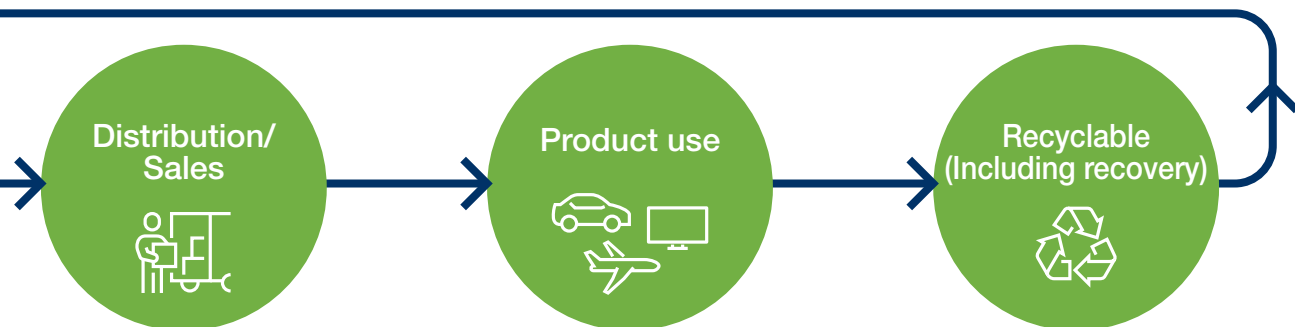 Distribution/
Sales
Product use
Recyclable
(Including recovery)